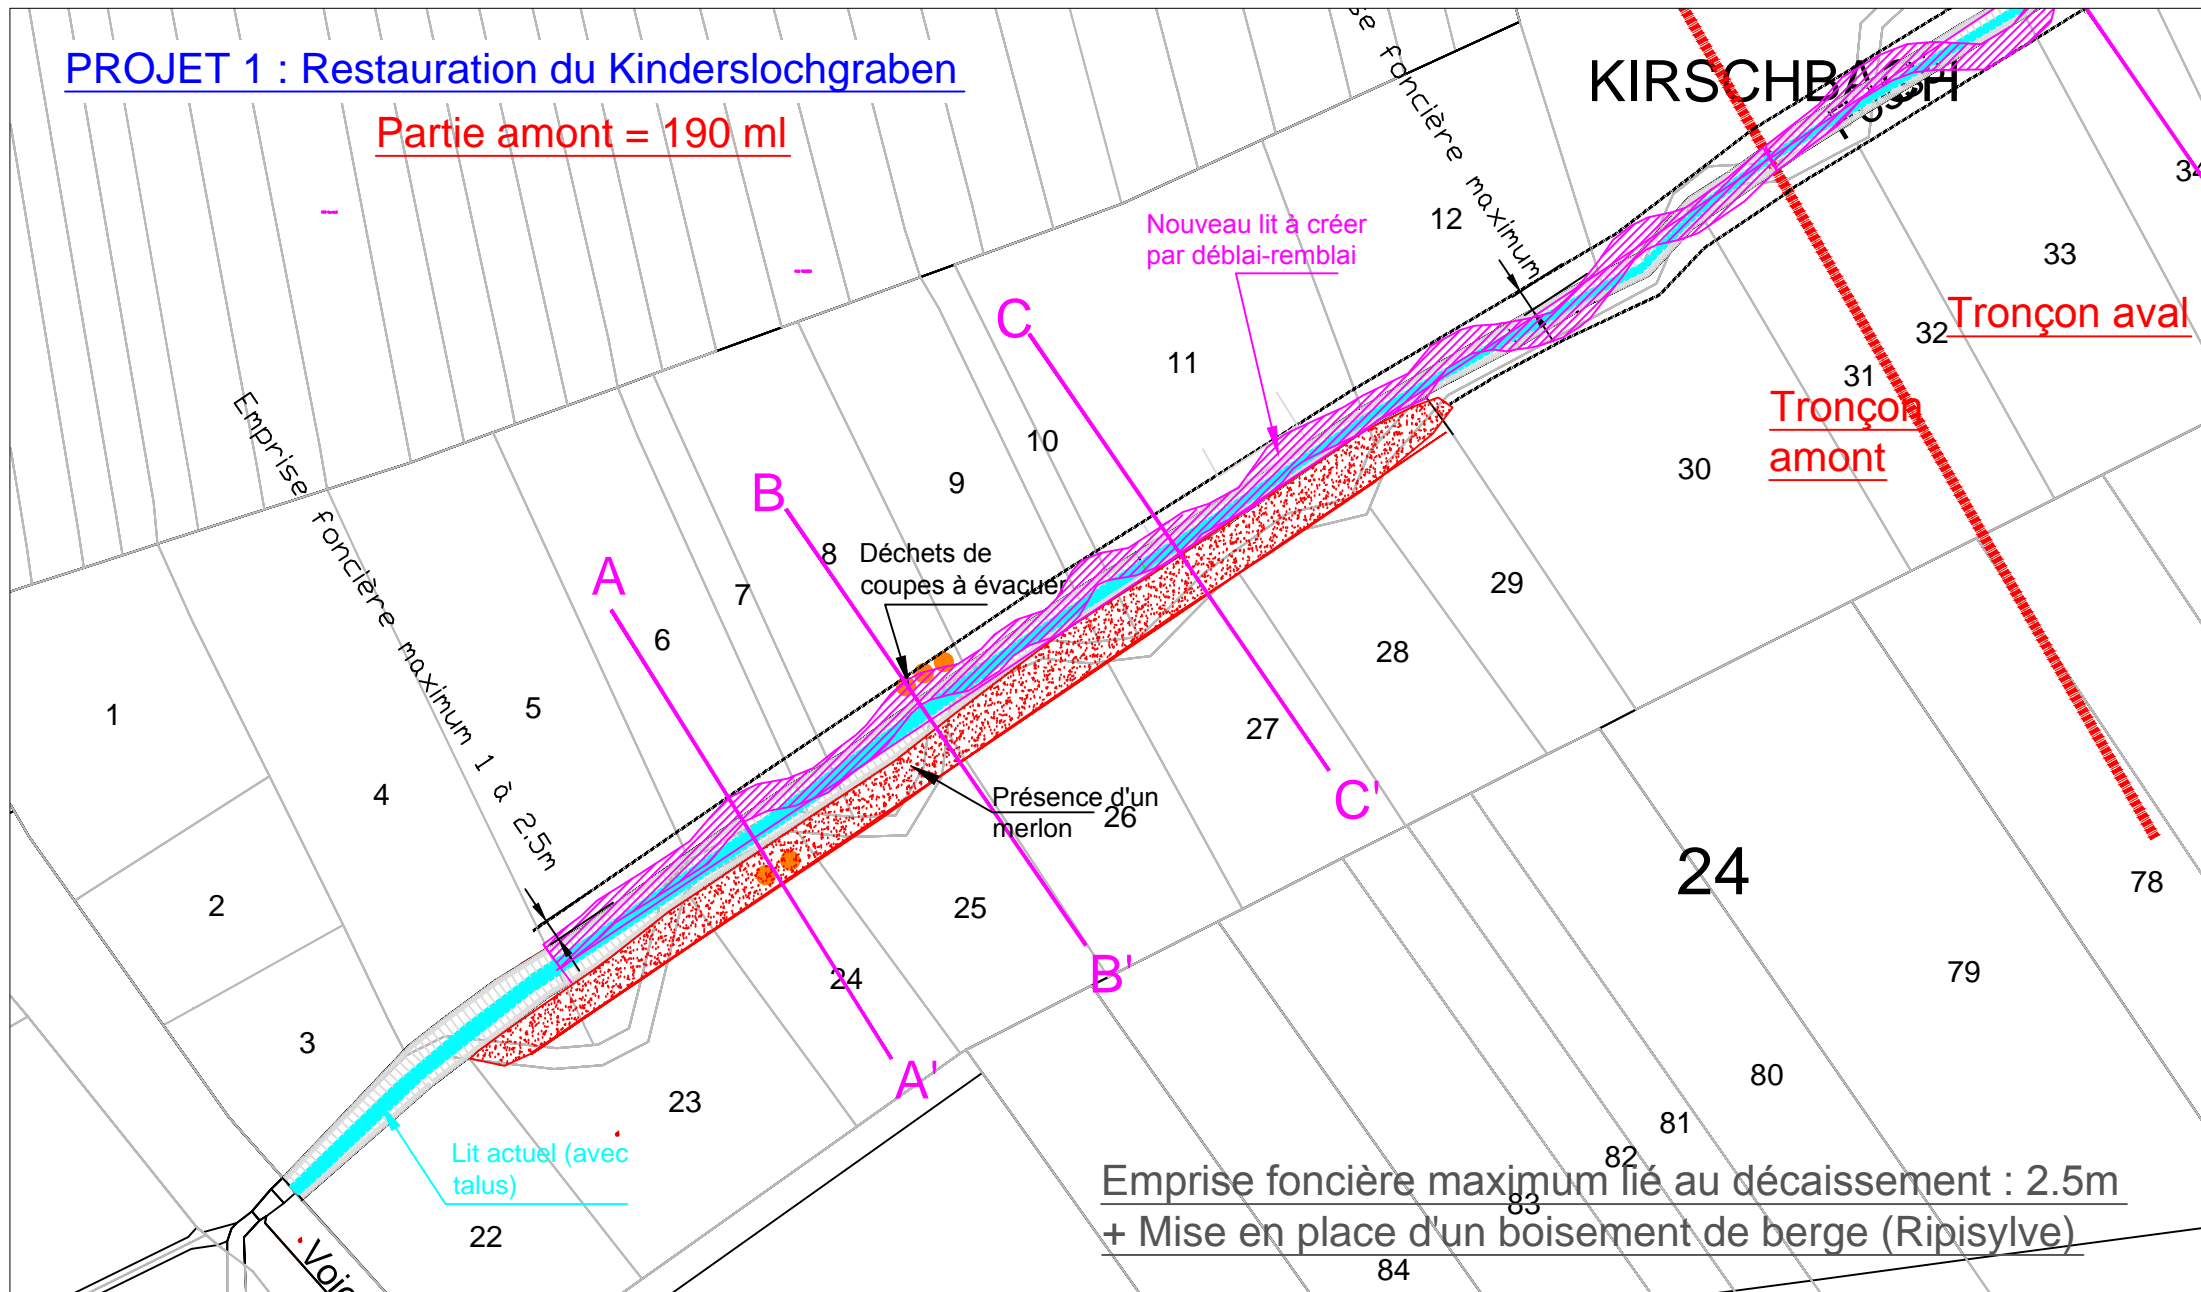 PROJET 1 : Restauration du Kinderslochgraben
Partie amont = 190 ml
KIRSCHBACH
foncière maximum
Nouveau lit à créer
par déblai-remblai
12
34
33
Tronçon aval
32
31
Tronçon
amont
C
11
10
9
B
30
Emprise foncière maximum 1 à 2,5m
8
Déchets de
coupes à évacuer
A
7
6
29
28
5
1
27
4
C'
Présence d'un
merlon
26
24
78
2
25
B'
79
24
3
A'
80
23
81
Lit actuel (avec
talus)
82
Emprise foncière maximum lié au décaissement : 2.5m
83
+ Mise en place d'un boisement de berge (Ripisylve)
22
84